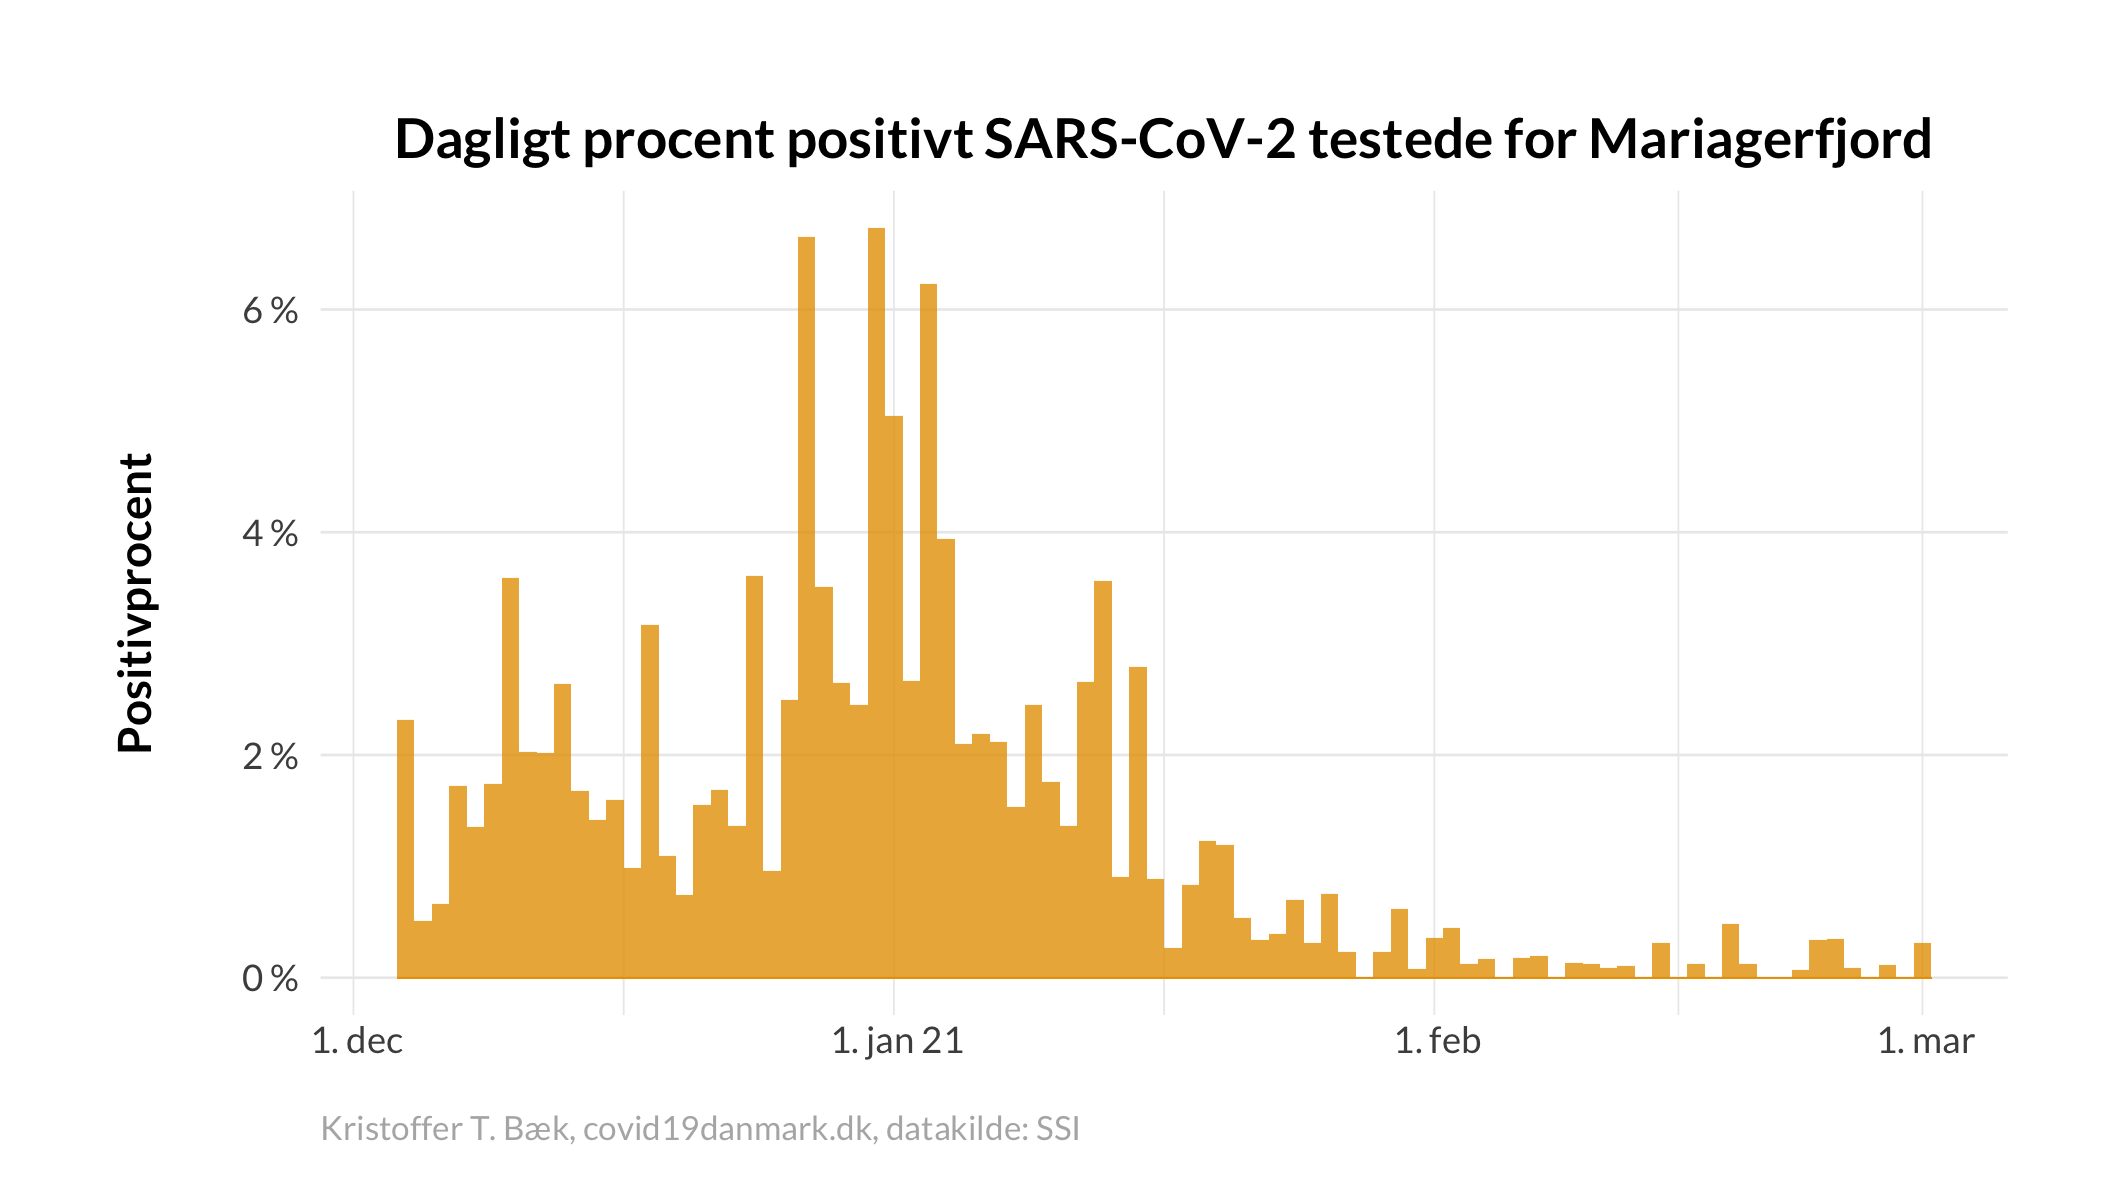 Dagligt procent positivt SARS-CoV-2 testede for Mariagerfjord
Positivprocent
6 %
4 %
2 %
0 %
1. dec
1. jan 21
1. feb
1. mar
Kristoffer T. Bæk, covid19danmark.dk, datakilde: SSI